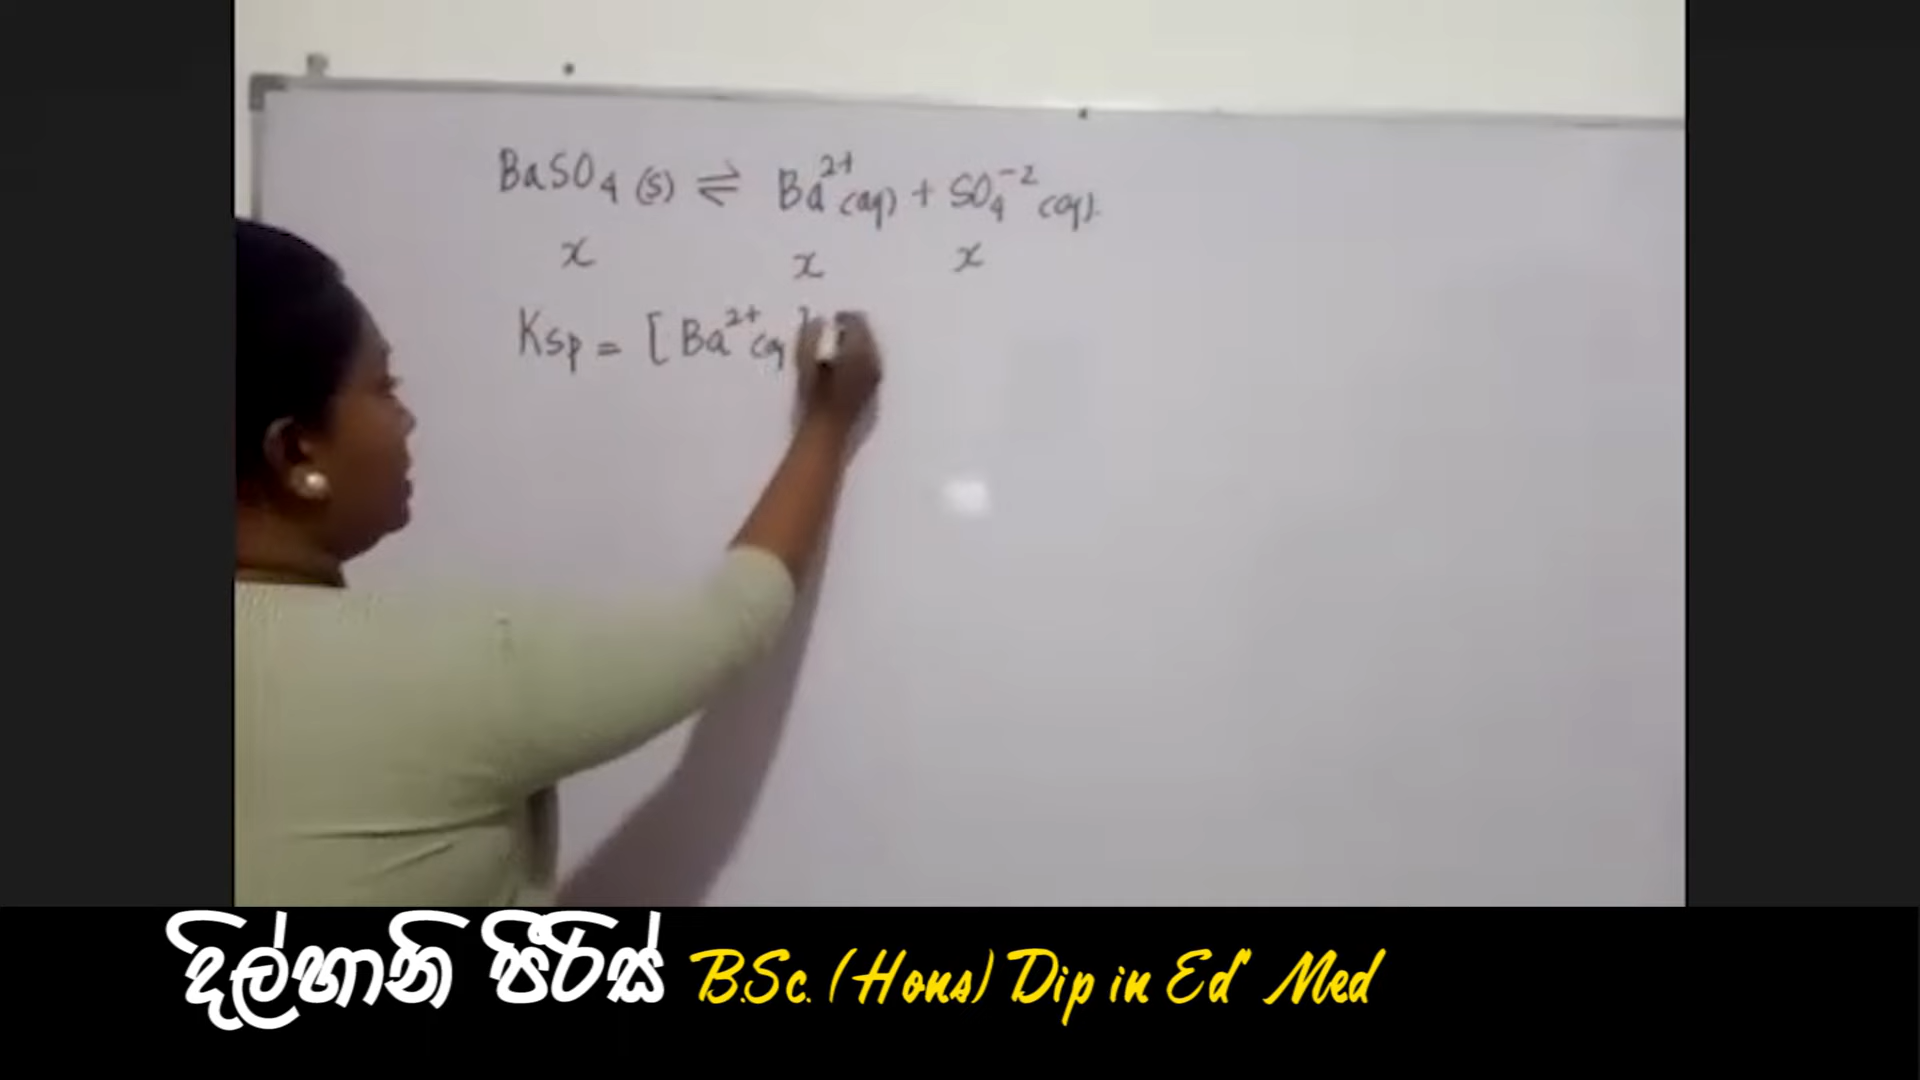 BaSO₄ (s) ⇌ Ba²⁺(aq) + SO₄⁻²(aq).
x x x
Ksp = [Ba²⁺(aq]
දිල්හානි පීරිස් B.Sc. (Hons) Dip in Ed Med